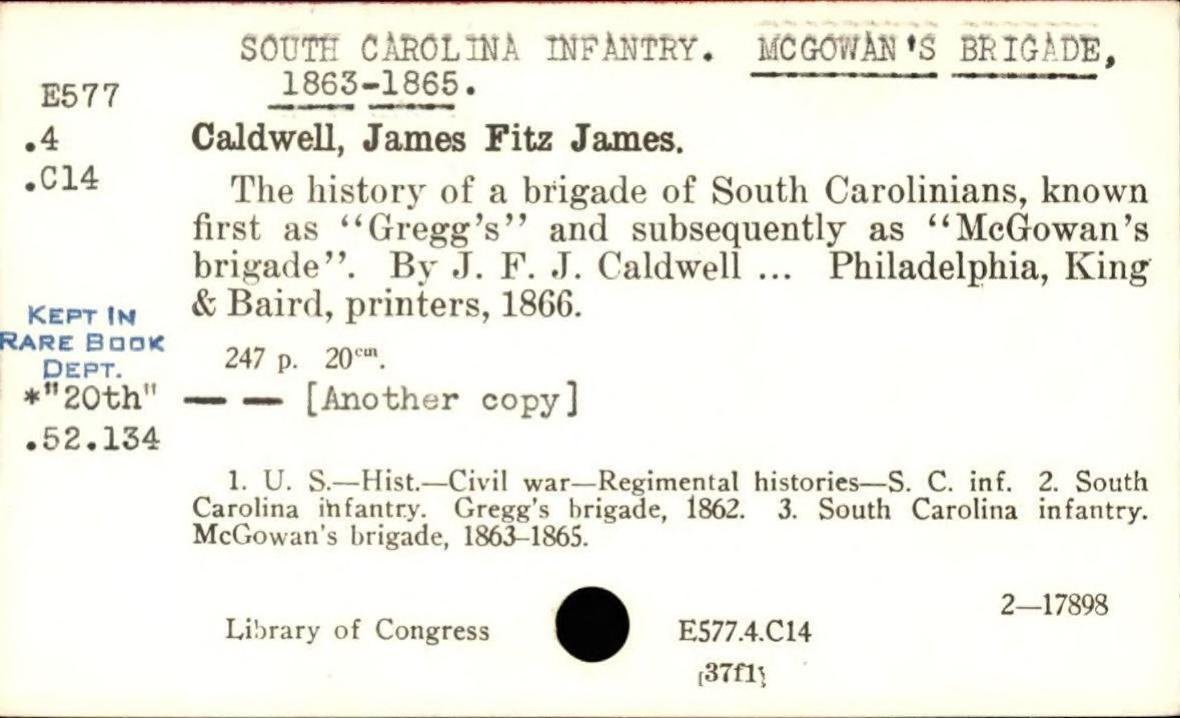 SOUTH CAROLINA INFANTRY. MCGOWAN'S BRIGADE,
1863-1865.
E577
.4
.C14
Caldwell, James Fitz James.
The history of a brigade of South Carolinians, known
first as "Gregg's" and subsequently as "McGowan's
brigade". By J. F. J. Caldwell ... Philadelphia, King
& Baird, printers, 1866.
KEPT IN
RARE BOOK
DEPT.
247 p. 20cm.
*"20th" — — [Another copy]
.52.134
1. U. S.—Hist.—Civil war—Regimental histories—S. C. inf. 2. South
Carolina infantry. Gregg's brigade, 1862. 3. South Carolina infantry.
McGowan's brigade, 1863–1865.
2—17898
Library of Congress E577.4.C14
[37f1]